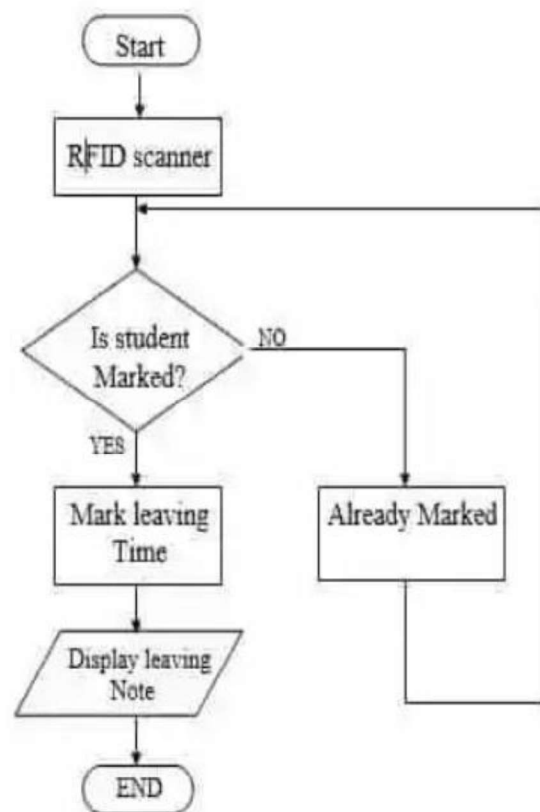 Start
RFID scanner
Is student
Marked?
NO
YES
Mark leaving
Time
Already Marked
Display leaving
Note
END